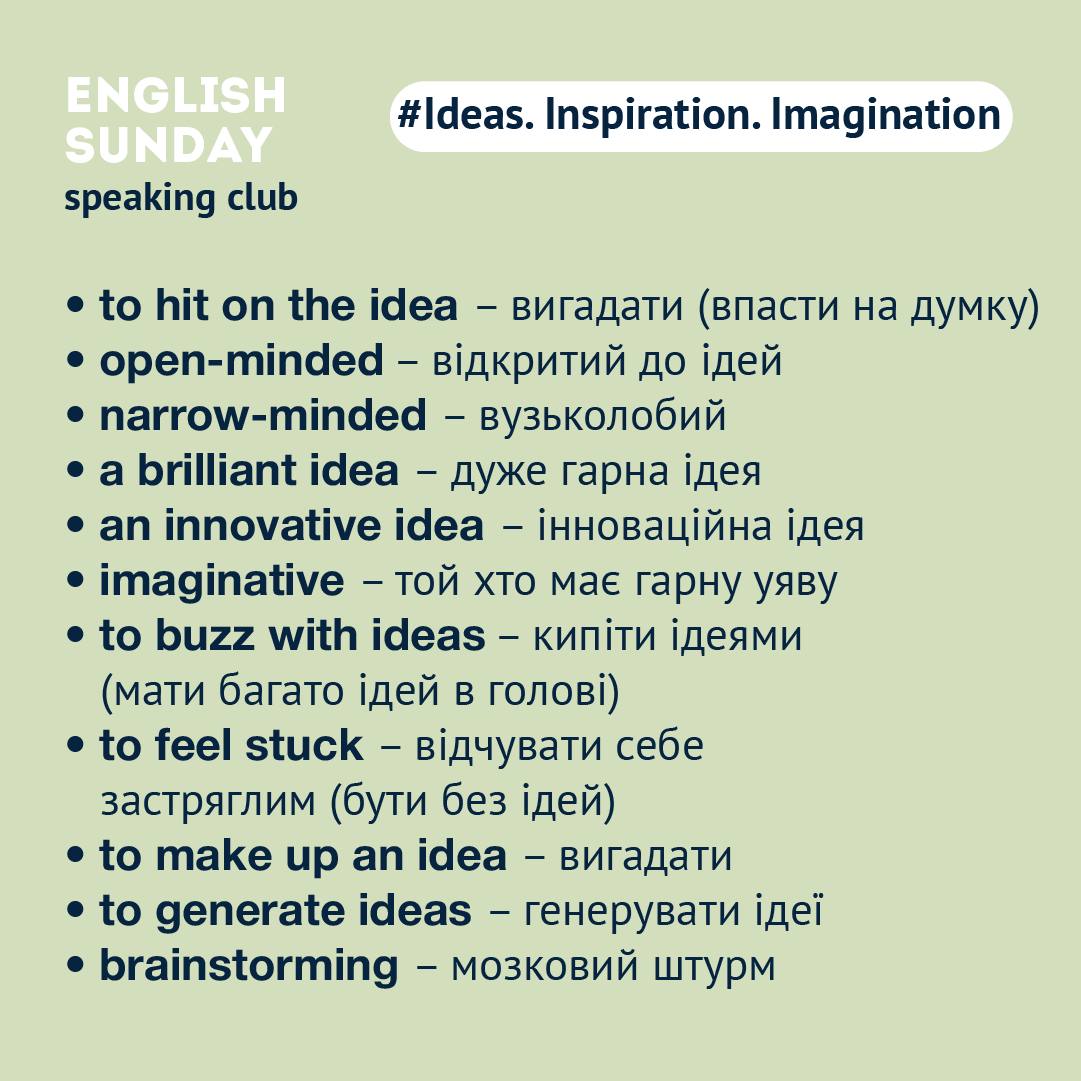 ENGLISH
SUNDAY
speaking club
#Ideas. Inspiration. Imagination
• to hit on the idea – вигадати (впасти на думку)
• open-minded – відкритий до ідей
• narrow-minded – вузьколобий
• a brilliant idea – дуже гарна ідея
• an innovative idea – інноваційна ідея
• imaginative – той хто має гарну уяву
• to buzz with ideas – кипіти ідеями
(мати багато ідей в голові)
• to feel stuck – відчувати себе
застряглим (бути без ідей)
• to make up an idea – вигадати
• to generate ideas – генерувати ідеї
• brainstorming – мозковий штурм